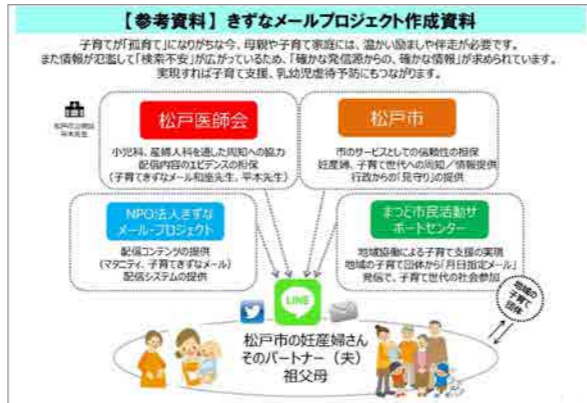 【参考資料】きずなメールプロジェクト作成資料
子育てが「孤育て」になりがちな今、母親や子育て家庭には、温かい励ましや伴走が必要です。
また情報が氾濫して「検索不安」が広がっているため、「確かな発信源からの、確かな情報」が求められています。
実現すれば子育て支援、乳幼児虐待予防にもつながります。
平木先生
松戸医師会
小児科、産婦人科を通した周知への協力
配信内容のエビデンスの担保
(子育てきずなメール和座先生、平木先生)
松戸市
市のサービスとしての信頼性の担保
妊産婦、子育て世代への周知/情報提供
行政からの「見守り」の提供
NPO法人きずな
メール・プロジェクト
配信コンテンツの提供
(マタニティ、子育てきずなメール)
配信システムの提供
まつど市民活動サ
ポートセンター
地域協働による子育て支援の実現
地域の子育て団体から「月日指定メール」
発信で、子育て世代の社会参加
地域の
子育て
団体
LINE
松戸市の妊産婦さん
そのパートナー(夫)
祖父母